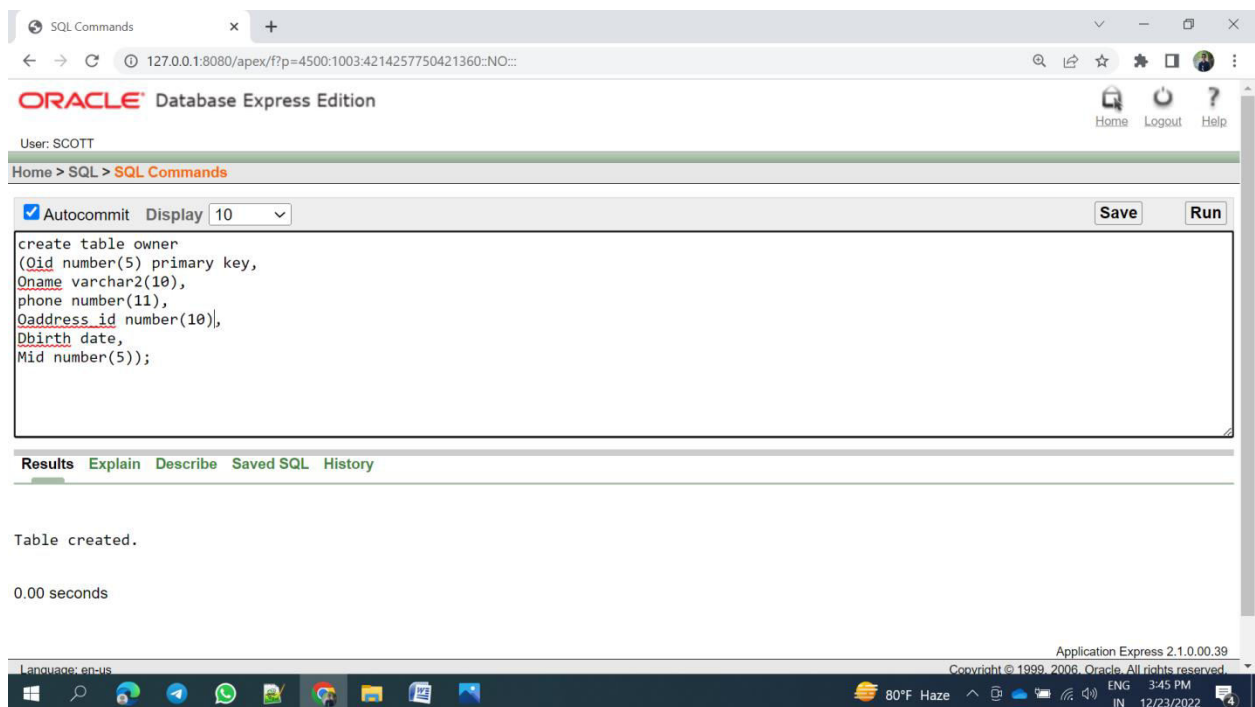 SQL Commands
127.0.0.1:8080/apex/f?p=4500:1003:4214257750421360::NO:::
ORACLE Database Express Edition
Home Logout Help
User: SCOTT
Home > SQL > SQL Commands
Autocommit Display 10 Save Run
create table owner
(Oid number(5) primary key,
Oname varchar2(10),
phone number(11),
Oaddress_id number(10),
Dbirth date,
Mid number(5));
Results Explain Describe Saved SQL History
Table created.
0.00 seconds
Application Express 2.1.0.00.39
Language: en-us Copyright © 1999, 2006, Oracle. All rights reserved.
80°F Haze ENG 3:45 PM
IN 12/23/2022 4